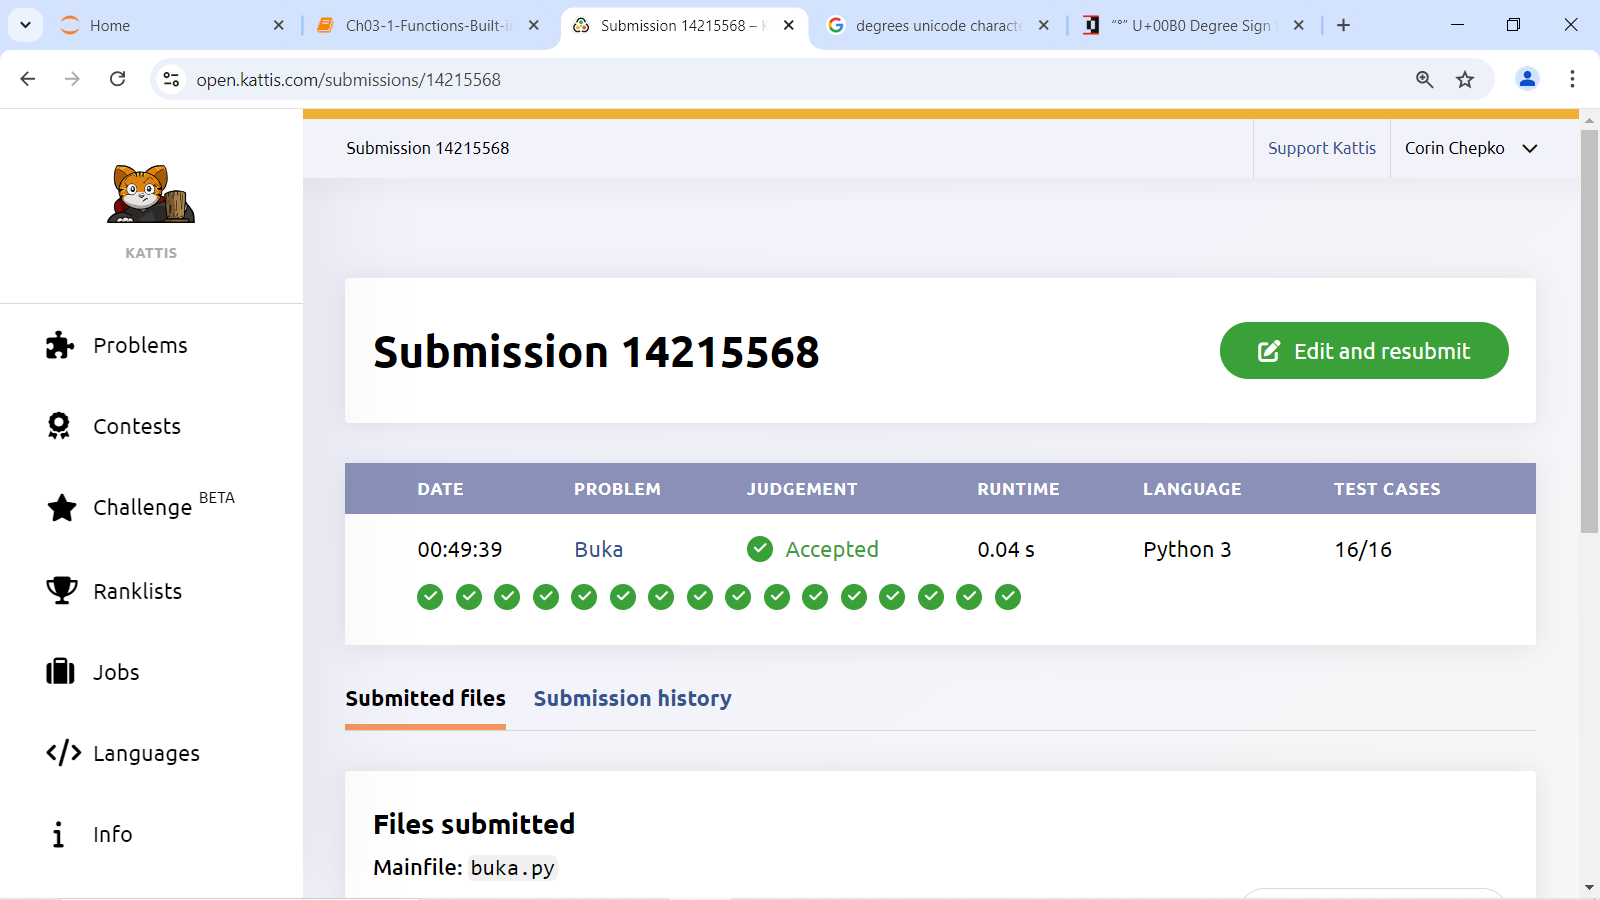 Home
Ch03-1-Functions-Built-i
Submission 14215568 – K
degrees unicode characte
“°” U+00B0 Degree Sign
open.kattis.com/submissions/14215568
KATTIS
Problems
Contests
Challenge BETA
Ranklists
Jobs
Languages
Info
Submission 14215568
Support Kattis
Corin Chepko
Submission 14215568
Edit and resubmit
DATE PROBLEM JUDGEMENT RUNTIME LANGUAGE TEST CASES
00:49:39 Buka Accepted 0.04 s Python 3 16/16
Submitted files Submission history
Files submitted
Mainfile: buka.py